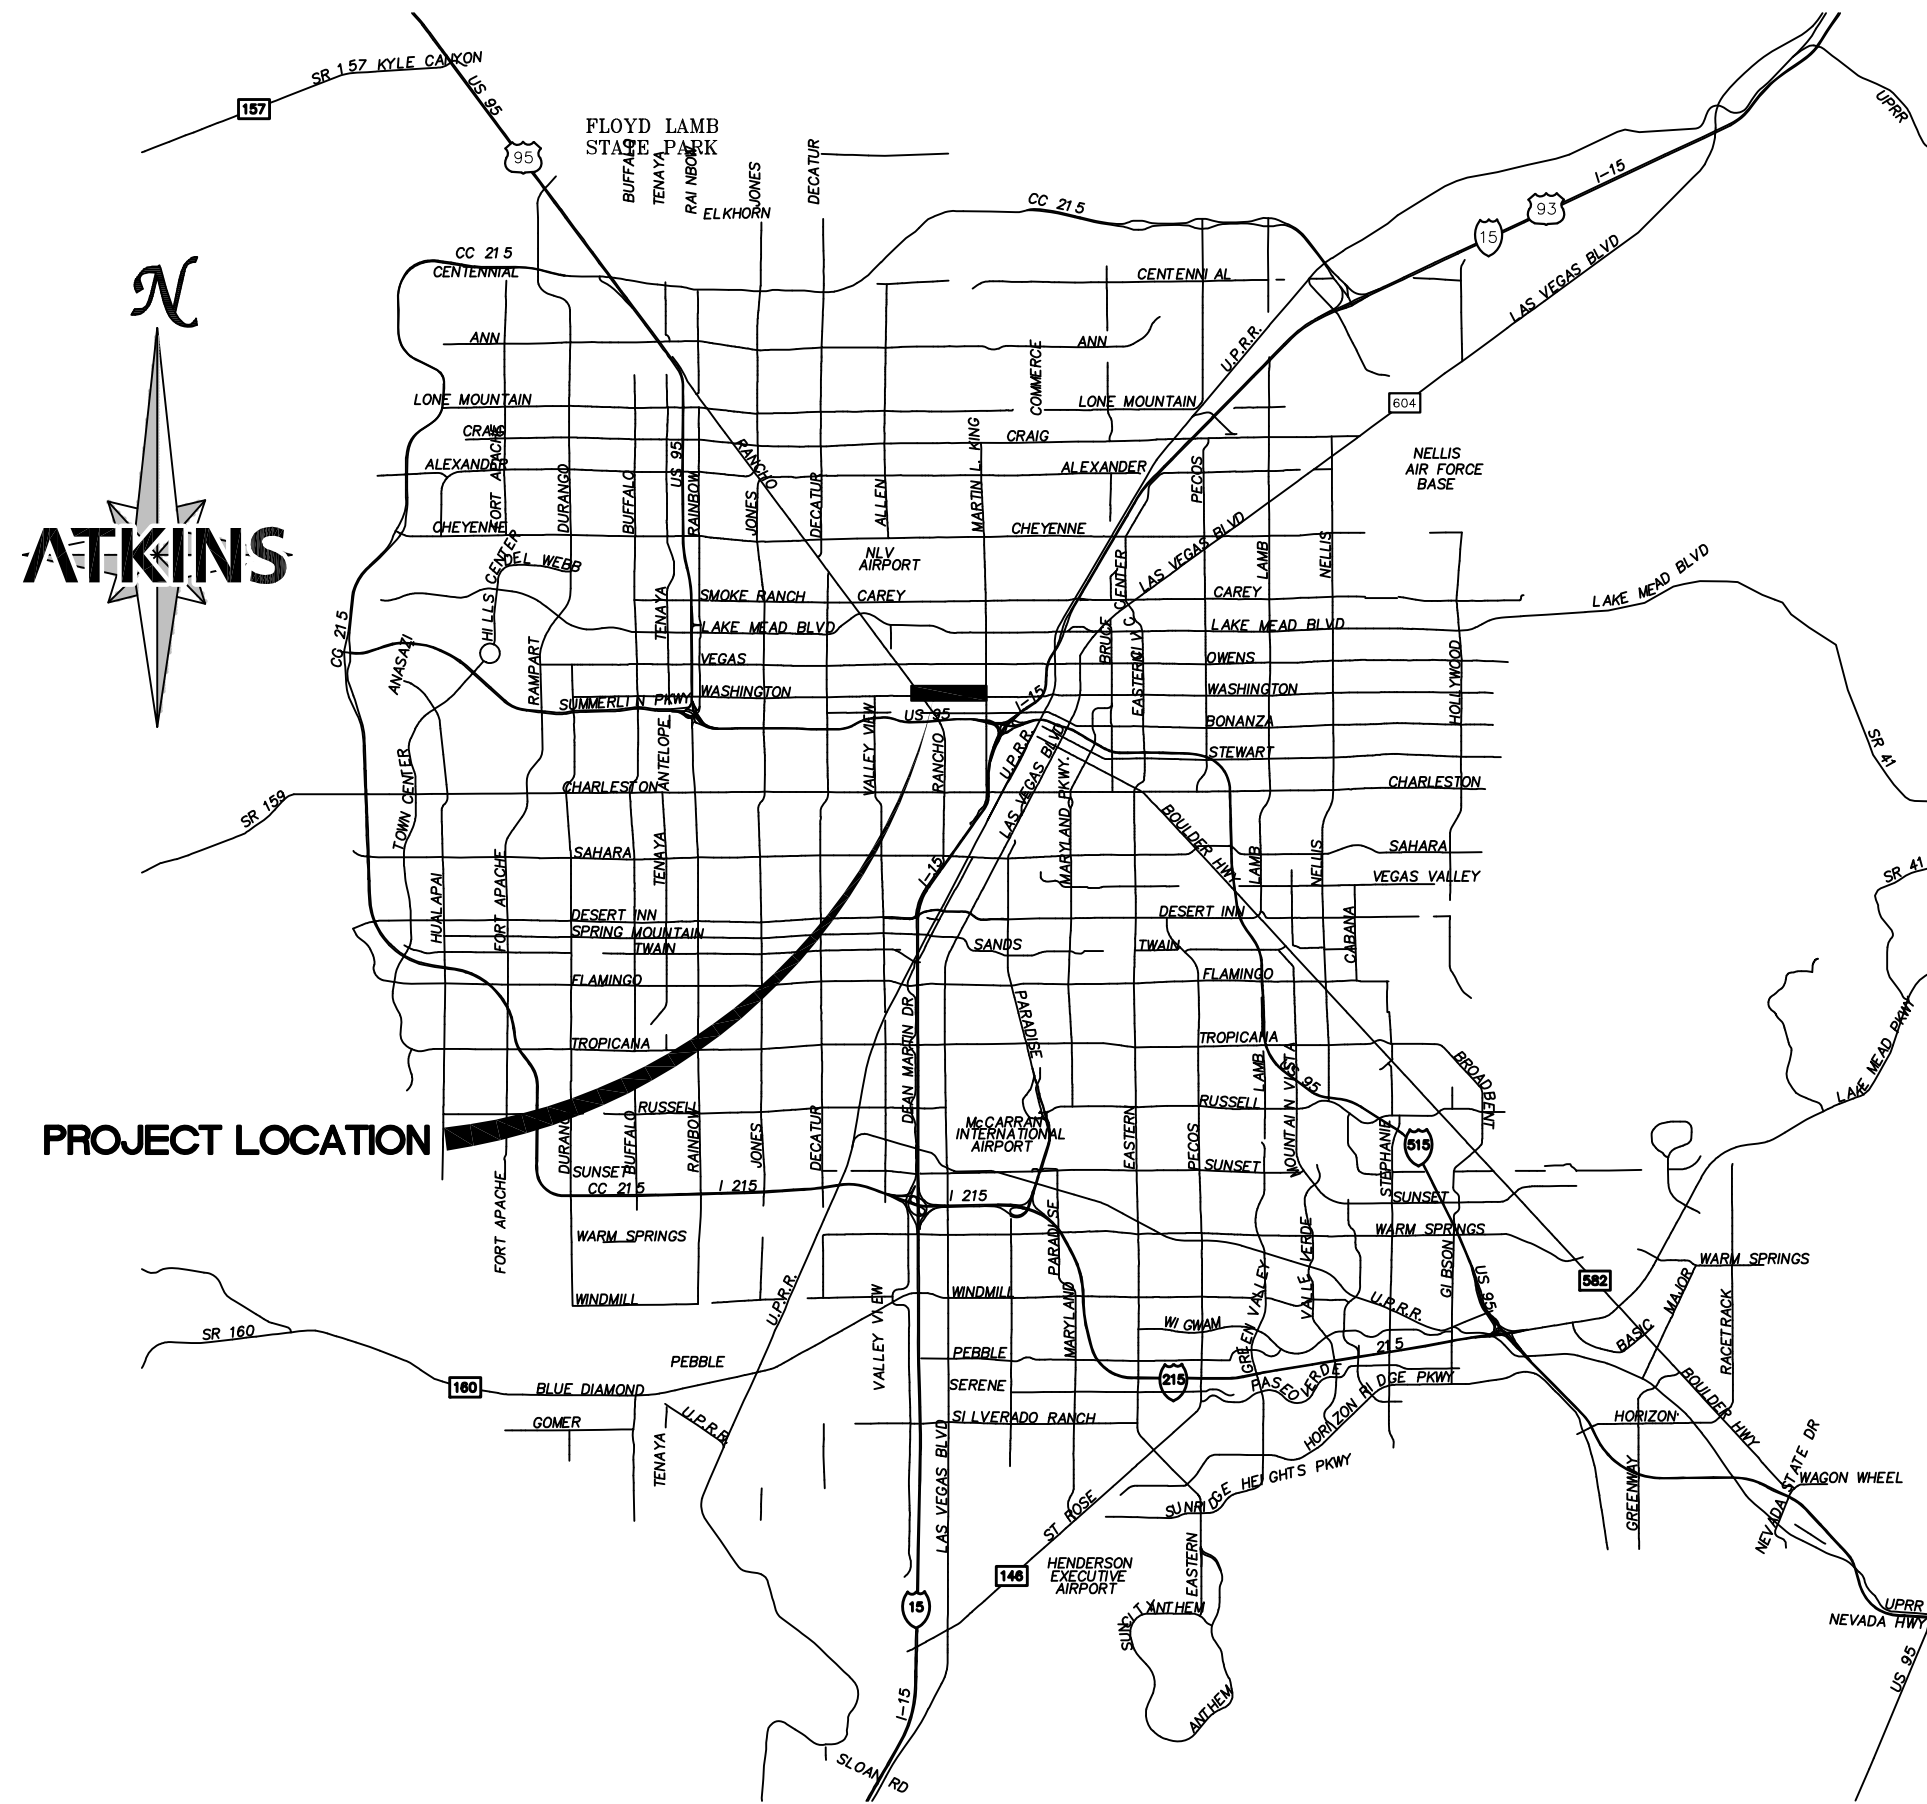 SR 157 KYLE CANYON
157
US 95
95
FLOYD LAMB
STATE PARK
BUFFALO
TENAYA
RAINBOW
JONES
DECATUR
ELKHORN
UPRR
I-15
93
15
CC 215
CC 215
LAS VEGAS BLVD
N
CENTENNIAL
CENTENNIAL
ANN
ANN
U.P.R.R.
COMMERCE
LONE MOUNTAIN
LONE MOUNTAIN
604
CRAIG
CRAIG
RANCHO
MARTIN L. KING
NELLIS
AIR FORCE
BASE
ALEXANDER
ALEXANDER
FORT APACHE
DURANGO
BUFFALO
US 95
RAINBOW
JONES
DECATUR
ALLEN
PECOS
CHEYENNE
CHEYENNE
LAS VEGAS BLVD
ATKINS
HILLS CENTER
DEL WEBB
NLV
AIRPORT
CIVIC CENTER
LAMB
NELLIS
LAKE MEAD BLVD
SMOKE RANCH
CAREY
CAREY
TENAYA
LAKE MEAD BLVD
LAKE MEAD BLVD
CC 215
ANASAZI
RAMPART
BRUCE
EASTERN
HOLLYWOOD
VEGAS
OWENS
WASHINGTON
WASHINGTON
SUMMERLIN PKWY
I-15
US 95
BONANZA
SR 41
STEWART
ANTELOPE
VALLEY VIEW
RANCHO
U.P.R.R.
LAS VEGAS BLVD
MARYLAND PKWY.
TOWN CENTER
CHARLESTON
CHARLESTON
SR 159
BOULDER HWY
SAHARA
SAHARA
TENAYA
I-15
LAMB
NELLIS
VEGAS VALLEY
SR 41
HUALAPAI
FORT APACHE
DESERT INN
DESERT INN
SPRING MOUNTAIN
TWAIN
SANDS
TWAIN
CABANA
FLAMINGO
FLAMINGO
DEAN MARTIN DR
PARADISE
TROPICANA
TROPICANA
LAMB
MOUNTAIN VISTA
US 95
BROADBENT
LAKE MEAD PKWY
RUSSELL
RUSSELL
PROJECT LOCATION
DURANGO
BUFFALO
RAINBOW
JONES
DECATUR
McCARRAN
INTERNATIONAL
AIRPORT
EASTERN
PECOS
STEPHANIE
515
SUNSET
SUNSET
CC 215
I 215
I 215
SUNSET
FORT APACHE
WARM SPRINGS
PARADISE
VALLE VERDE
WARM SPRINGS
GIBSON
WARM SPRINGS
582
U.P.R.R.
VALLEY VIEW
WINDMILL
WINDMILL
MARYLAND
GREEN VALLEY
US 95
MAJOR
RACETRACK
U.P.R.R.
SR 160
WIGWAM
BASIC
PEBBLE
PEBBLE
215
160
BLUE DIAMOND
SERENE
215
PASEO VERDE
HORIZON RIDGE PKWY
BOULDER HWY
GOMER
U.P.R.R.
SILVERADO RANCH
HORIZON
TENAYA
LAS VEGAS BLVD
SUNRIDGE HEIGHTS PKWY
GREENWAY
NEVADA STATE DR
WAGON WHEEL
ST ROSE
EASTERN
146
HENDERSON
EXECUTIVE
AIRPORT
15
SUN CITY
ANTHEM
UPRR
NEVADA HWY
US 95
I-15
ANTHEM
SLOAN RD